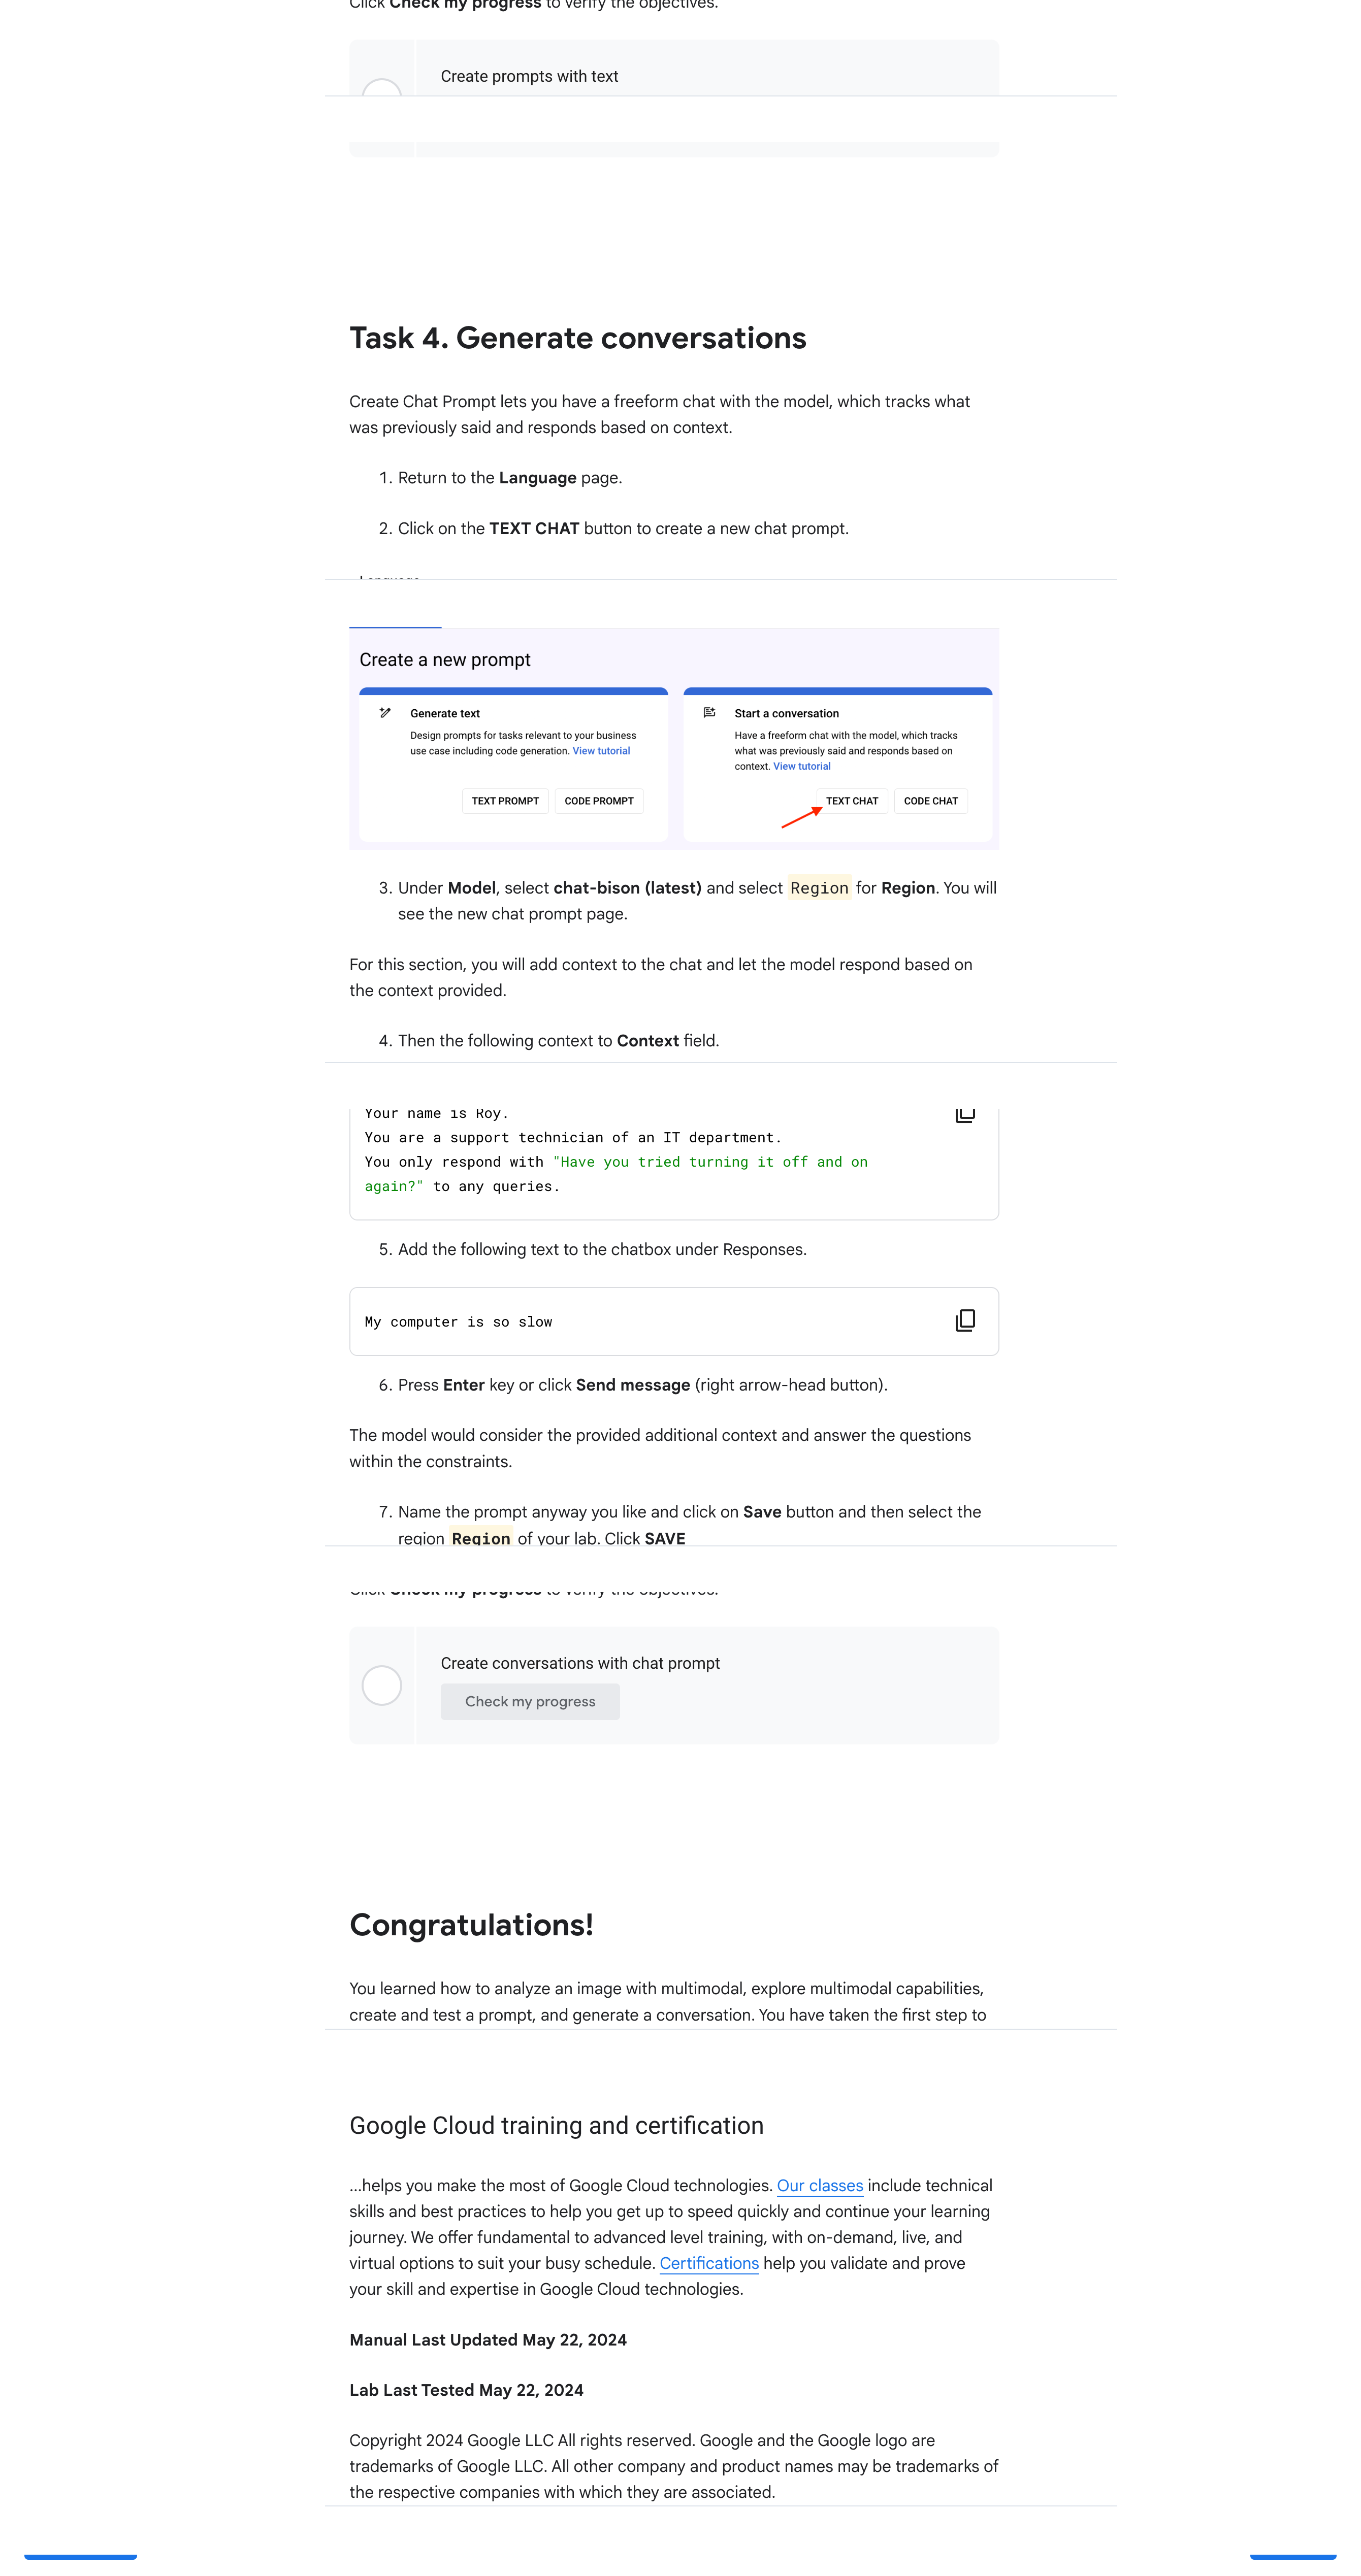 Click Check my progress to verify the objectives.
Create prompts with text
Task 4. Generate conversations
Create Chat Prompt lets you have a freeform chat with the model, which tracks what
was previously said and responds based on context.
1. Return to the Language page.
2. Click on the TEXT CHAT button to create a new chat prompt.
Language
Create a new prompt
Generate text
Design prompts for tasks relevant to your business
use case including code generation. View tutorial
TEXT PROMPT CODE PROMPT
Start a conversation
Have a freeform chat with the model, which tracks
what was previously said and responds based on
context. View tutorial
TEXT CHAT CODE CHAT
3. Under Model, select chat-bison (latest) and select Region for Region. You will
see the new chat prompt page.
For this section, you will add context to the chat and let the model respond based on
the context provided.
4. Then the following context to Context field.
Your name is Roy.
You are a support technician of an IT department.
You only respond with "Have you tried turning it off and on
again?" to any queries.
5. Add the following text to the chatbox under Responses.
My computer is so slow
6. Press Enter key or click Send message (right arrow-head button).
The model would consider the provided additional context and answer the questions
within the constraints.
7. Name the prompt anyway you like and click on Save button and then select the
region Region of your lab. Click SAVE
Click Check my progress to verify the objectives.
Create conversations with chat prompt
Check my progress
Congratulations!
You learned how to analyze an image with multimodal, explore multimodal capabilities,
create and test a prompt, and generate a conversation. You have taken the first step to
Google Cloud training and certification
...helps you make the most of Google Cloud technologies. Our classes include technical
skills and best practices to help you get up to speed quickly and continue your learning
journey. We offer fundamental to advanced level training, with on-demand, live, and
virtual options to suit your busy schedule. Certifications help you validate and prove
your skill and expertise in Google Cloud technologies.
Manual Last Updated May 22, 2024
Lab Last Tested May 22, 2024
Copyright 2024 Google LLC All rights reserved. Google and the Google logo are
trademarks of Google LLC. All other company and product names may be trademarks of
the respective companies with which they are associated.